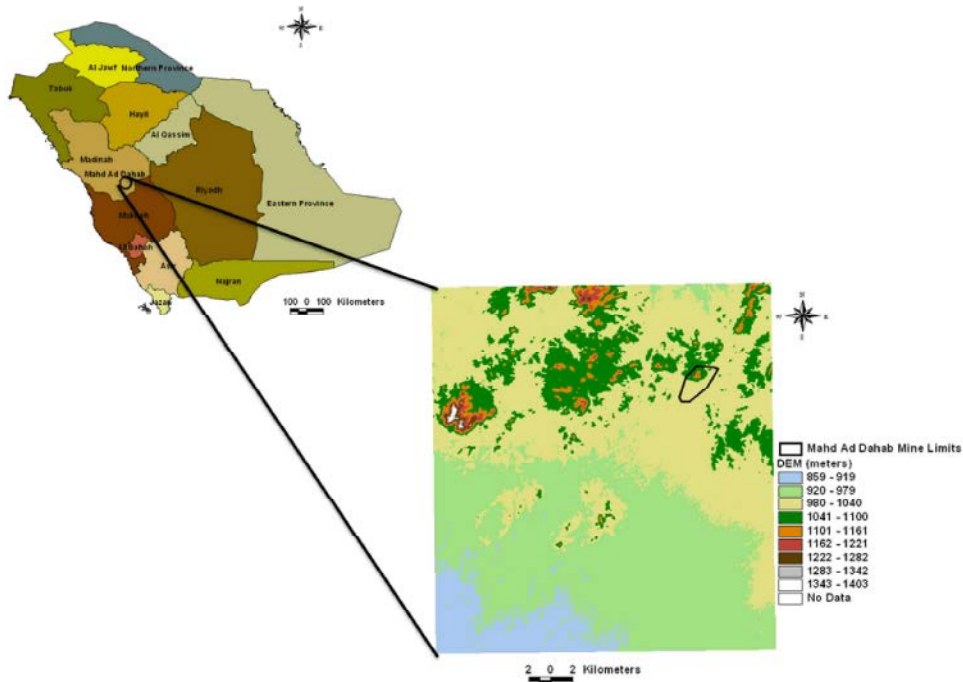 N
W E
S
Al Jawf
Northern Province
Tabuk
Hayil
Al Qassim
Madinah
Mahd Ad Dahab
Riyadh
Eastern Province
Makkah
Asir
Najran
Jazan
100 0 100 Kilometers
N
W E
S
Mahd Ad Dahab Mine Limits
DEM (meters)
859 - 919
920 - 979
980 - 1040
1041 - 1100
1101 - 1161
1162 - 1221
1222 - 1282
1283 - 1342
1343 - 1403
No Data
2 0 2 Kilometers